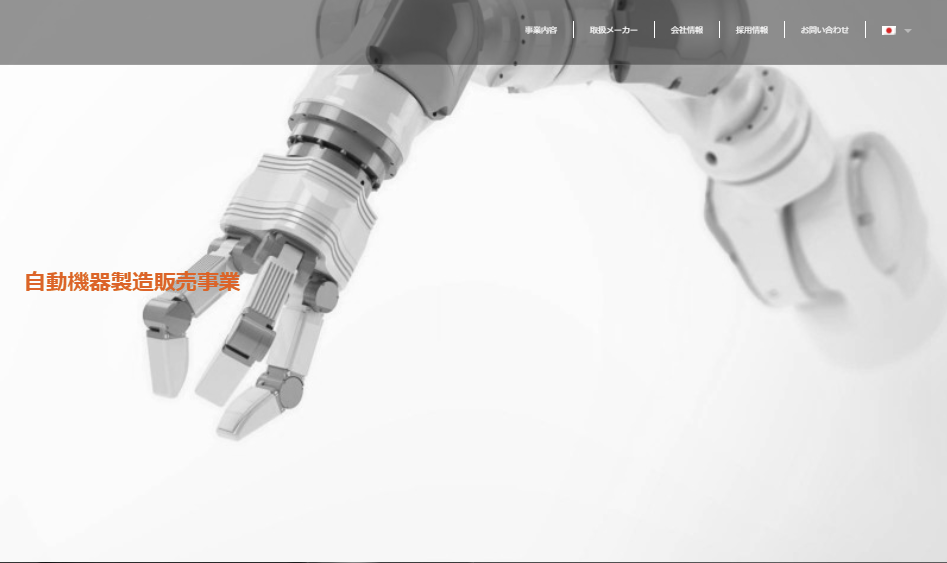 事業内容
取扱メーカー
会社情報
採用情報
お問い合わせ
自動機器製造販売事業